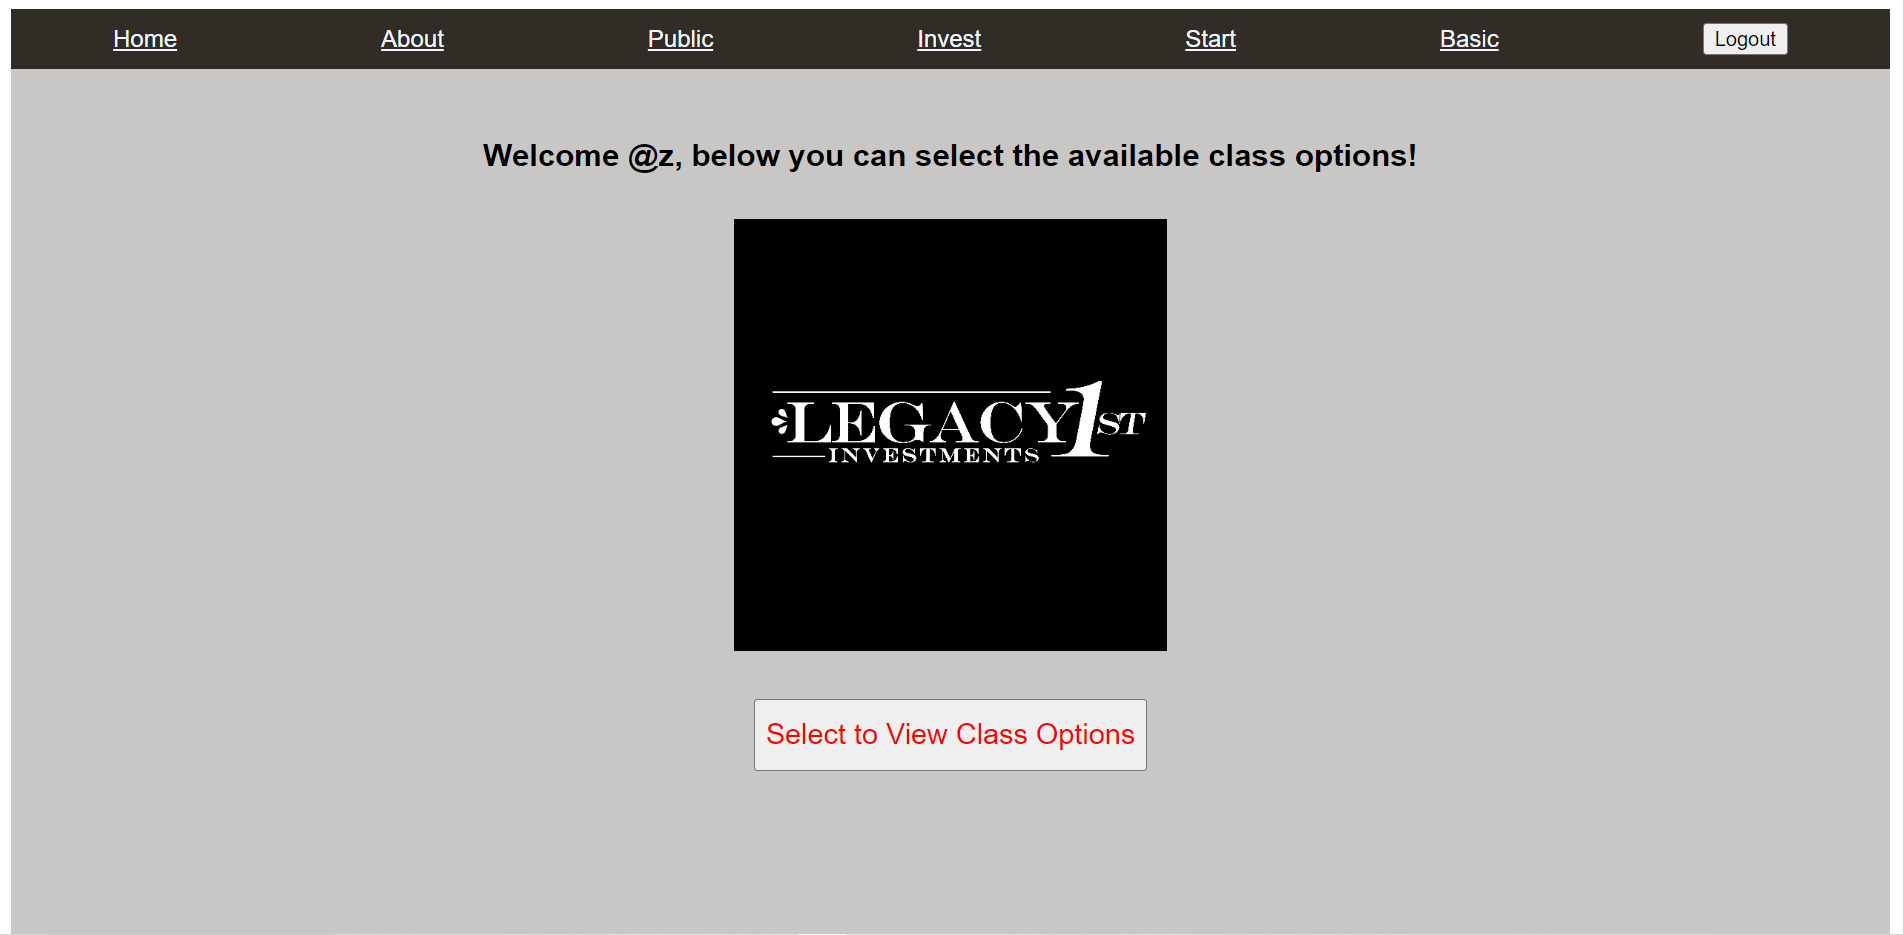 Home About Public Invest Start Basic Logout
Welcome @z, below you can select the available class options!
LEGACY 1ST
INVESTMENTS
Select to View Class Options